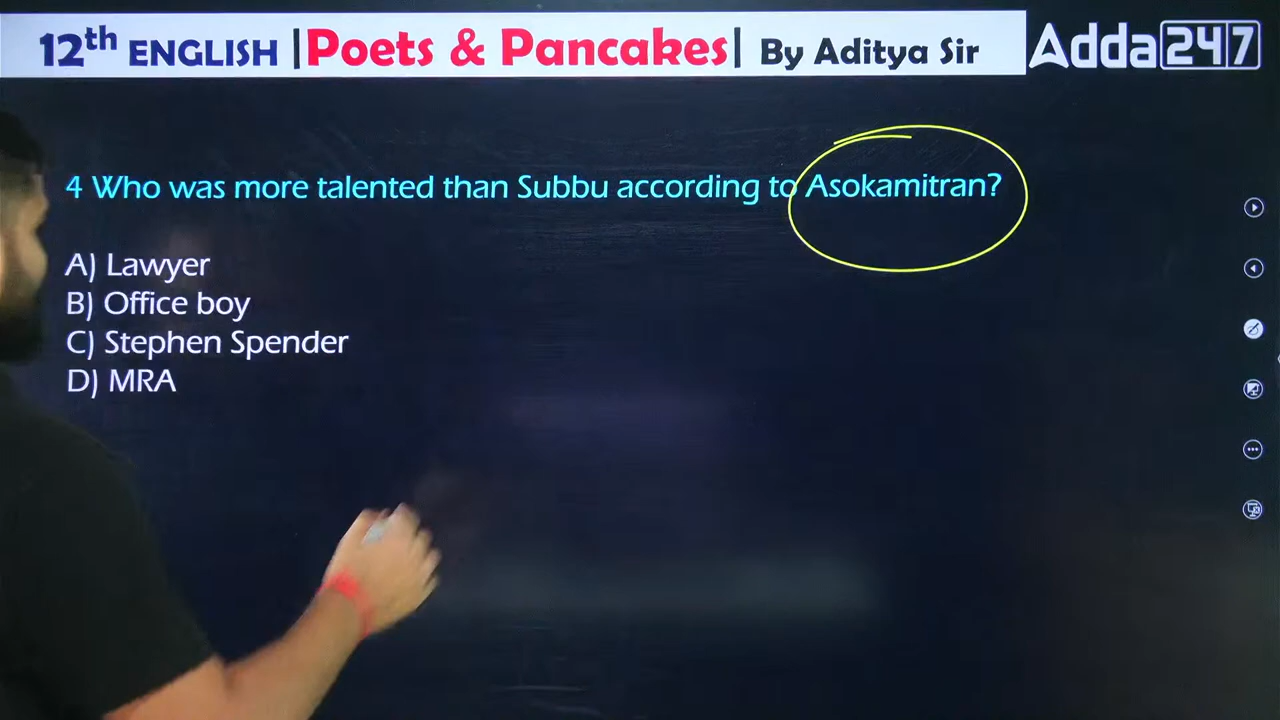 12th ENGLISH |Poets & Pancakes| By Aditya Sir
Adda247
4 Who was more talented than Subbu according to Asokamitran?
A) Lawyer
B) Office boy
C) Stephen Spender
D) MRA